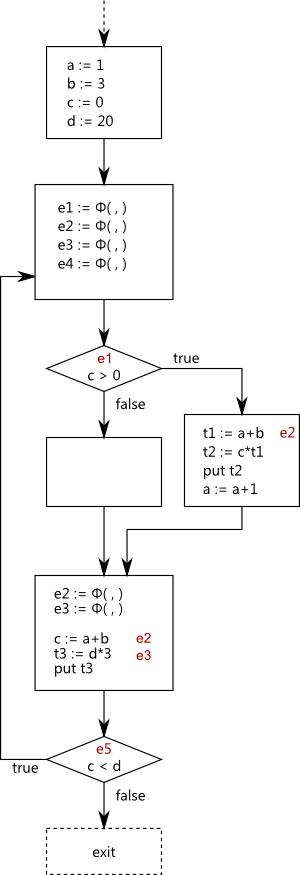 a := 1
b := 3
c := 0
d := 20
e1 := Φ( , )
e2 := Φ( , )
e3 := Φ( , )
e4 := Φ( , )
e1
c > 0
true
false
t1 := a+b e2
t2 := c*t1
put t2
a := a+1
e2 := Φ( , )
e3 := Φ( , )
c := a+b e2
t3 := d*3 e3
put t3
e5
c < d
true
false
exit